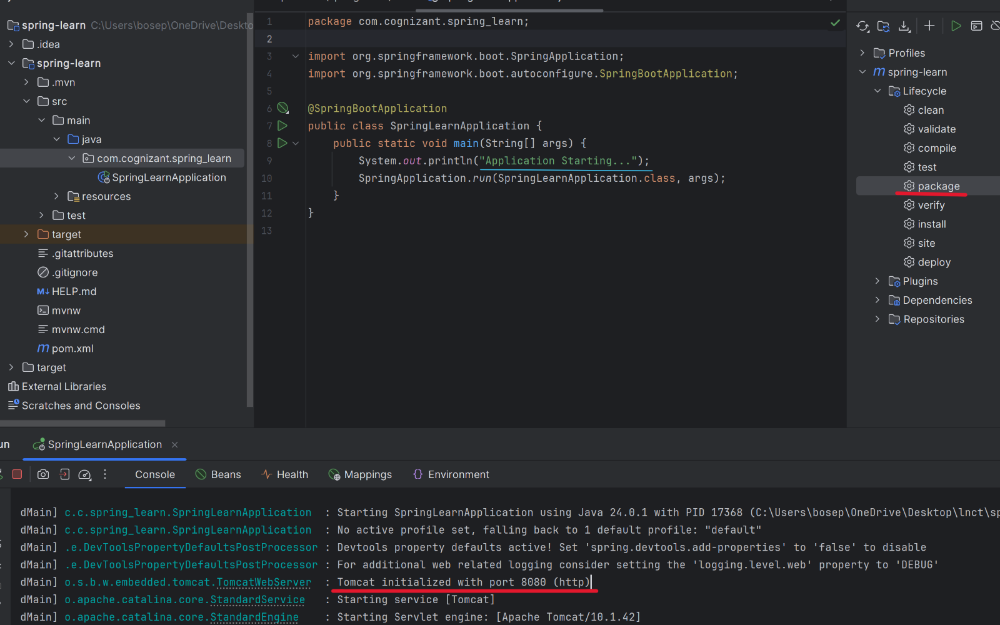 spring-learn C:\Users\bosep\OneDrive\Deskto
.idea
spring-learn
.mvn
src
main
java
com.cognizant.spring_learn
SpringLearnApplication
resources
test
target
.gitattributes
.gitignore
HELP.md
mvnw
mvnw.cmd
pom.xml
target
External Libraries
Scratches and Consoles
1 package com.cognizant.spring_learn;
2
3 import org.springframework.boot.SpringApplication;
4 import org.springframework.boot.autoconfigure.SpringBootApplication;
5
6 @SpringBootApplication
7 public class SpringLearnApplication {
8 public static void main(String[] args) {
9 System.out.println("Application Starting...");
10 SpringApplication.run(SpringLearnApplication.class, args);
11 }
12 }
13
Profiles
m spring-learn
Lifecycle
clean
validate
compile
test
package
verify
install
site
deploy
Plugins
Dependencies
Repositories
un SpringLearnApplication
Console Beans Health Mappings {} Environment
dMain] c.c.spring_learn.SpringLearnApplication : Starting SpringLearnApplication using Java 24.0.1 with PID 17368 (C:\Users\bosep\OneDrive\Desktop\lnct\sp
dMain] c.c.spring_learn.SpringLearnApplication : No active profile set, falling back to 1 default profile: "default"
dMain] .e.DevToolsPropertyDefaultsPostProcessor : Devtools property defaults active! Set 'spring.devtools.add-properties' to 'false' to disable
dMain] .e.DevToolsPropertyDefaultsPostProcessor : For additional web related logging consider setting the 'logging.level.web' property to 'DEBUG'
dMain] o.s.b.w.embedded.tomcat.TomcatWebServer : Tomcat initialized with port 8080 (http)
dMain] o.apache.catalina.core.StandardService : Starting service [Tomcat]
dMain] o.apache.catalina.core.StandardEngine : Starting Servlet engine: [Apache Tomcat/10.1.42]